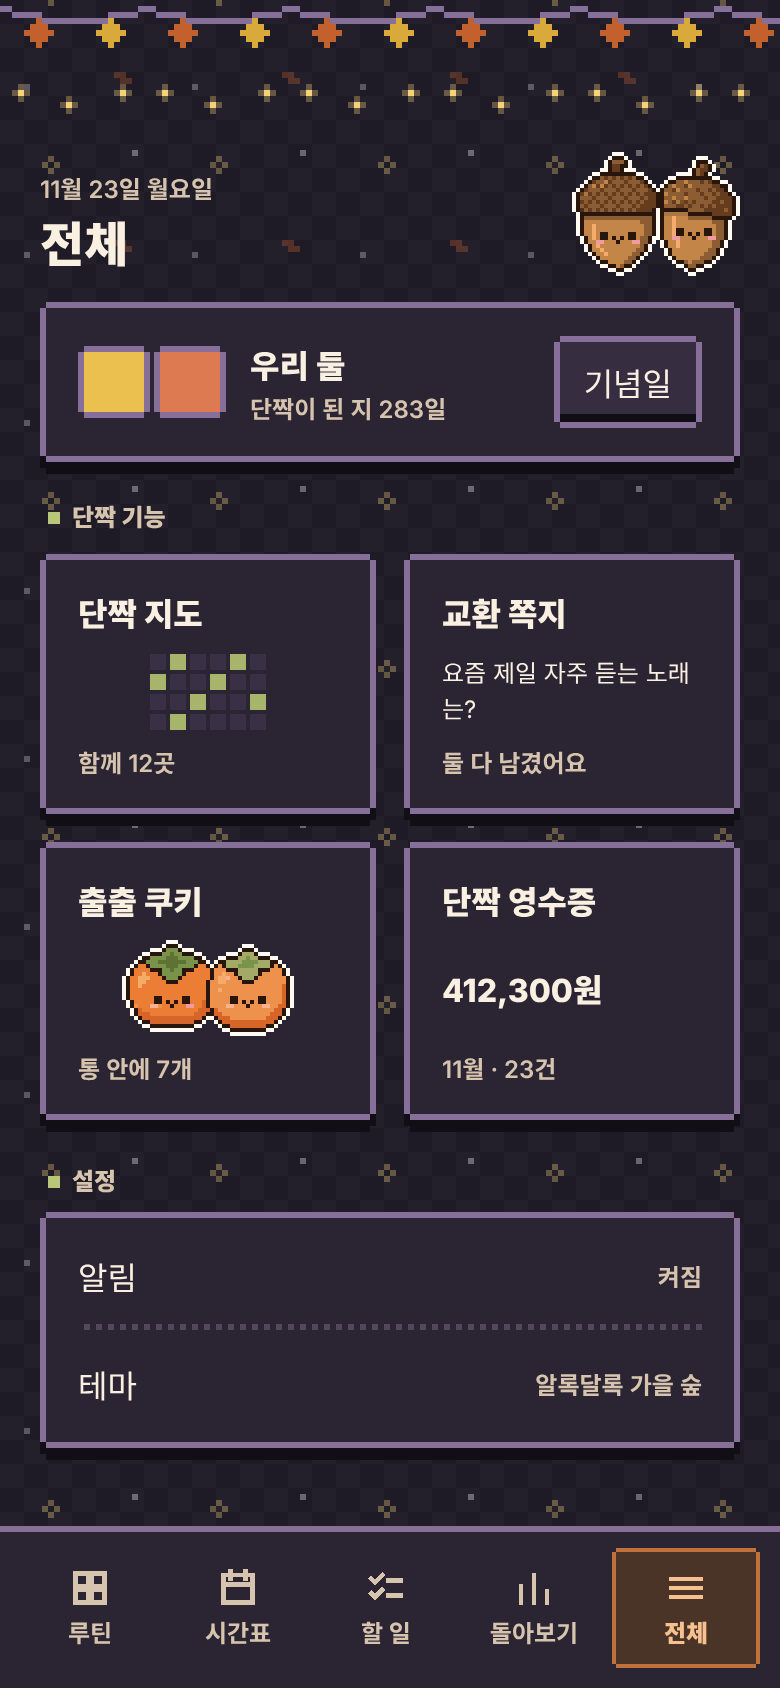 11월 23일 월요일
전체
우리 둘
단짝이 된 지 283일
기념일
단짝 기능
단짝 지도
함께 12곳
교환 쪽지
요즘 제일 자주 듣는 노래
는?
둘 다 남겼어요
출출 쿠키
통 안에 7개
단짝 영수증
412,300원
11월 · 23건
설정
알림
켜짐
테마
알록달록 가을 숲
루틴
시간표
할 일
돌아보기
전체